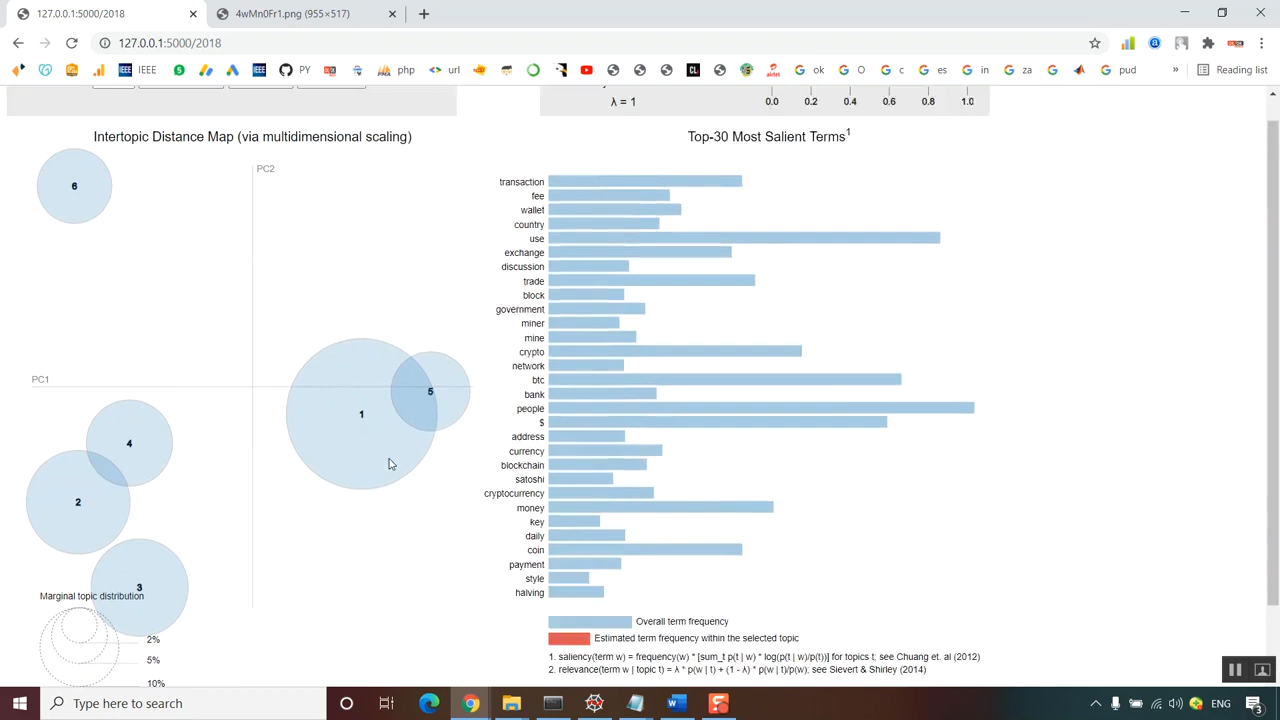 127.0.0.1:5000/2018
4wMn0Fr1.png (955×517)
127.0.0.1:5000/2018
IEEE
PY
php
url
ok
O
c
es
in
za
pud
Reading list
λ = 1
0.0 0.2 0.4 0.6 0.8 1.0
Intertopic Distance Map (via multidimensional scaling)
PC2
PC1
6
1
5
4
2
3
Marginal topic distribution
2%
5%
10%
Top-30 Most Salient Terms1
transaction
fee
wallet
country
use
exchange
discussion
trade
block
government
miner
mine
crypto
network
btc
bank
people
$
address
currency
blockchain
satoshi
cryptocurrency
money
key
daily
coin
payment
style
halving
Overall term frequency
Estimated term frequency within the selected topic
1. saliency(term w) = frequency(w) * [sum_t p(t | w) * log(p(t | w)/p(t))] for topics t; see Chuang et. al (2012)
2. relevance(term w | topic t) = λ * p(w | t) + (1 - λ) * p(w | t)/p(w); see Sievert & Shirley (2014)
Type here to search
ENG
3